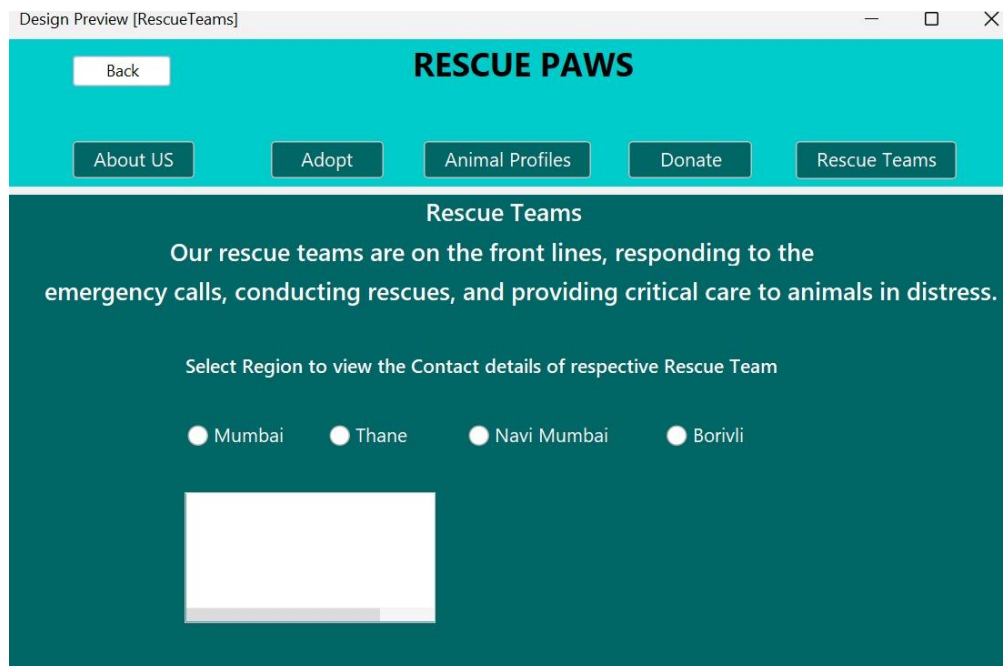 Design Preview [RescueTeams]
Back
RESCUE PAWS
About US
Adopt
Animal Profiles
Donate
Rescue Teams
Rescue Teams
Our rescue teams are on the front lines, responding to the
emergency calls, conducting rescues, and providing critical care to animals in distress.
Select Region to view the Contact details of respective Rescue Team
Mumbai
Thane
Navi Mumbai
Borivli